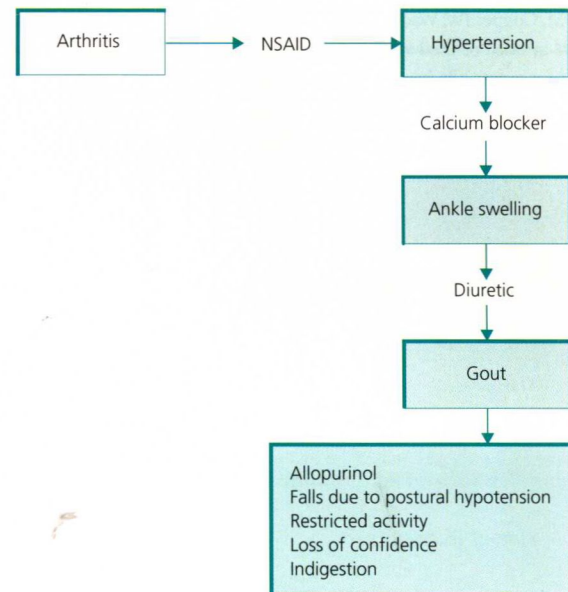 Arthritis
NSAID
Hypertension
Calcium blocker
Ankle swelling
Diuretic
Gout
Allopurinol
Falls due to postural hypotension
Restricted activity
Loss of confidence
Indigestion